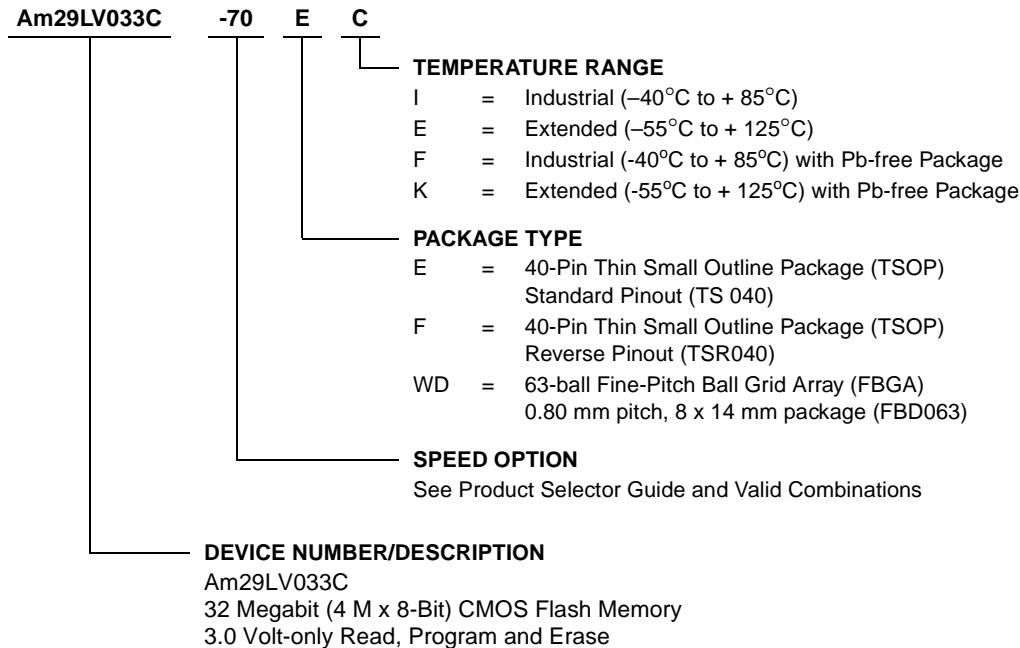 Am29LV033C -70 E C
TEMPERATURE RANGE
I = Industrial (–40°C to + 85°C)
E = Extended (–55°C to + 125°C)
F = Industrial (-40°C to + 85°C) with Pb-free Package
K = Extended (-55°C to + 125°C) with Pb-free Package
PACKAGE TYPE
E = 40-Pin Thin Small Outline Package (TSOP)
Standard Pinout (TS 040)
F = 40-Pin Thin Small Outline Package (TSOP)
Reverse Pinout (TSR040)
WD = 63-ball Fine-Pitch Ball Grid Array (FBGA)
0.80 mm pitch, 8 x 14 mm package (FBD063)
SPEED OPTION
See Product Selector Guide and Valid Combinations
DEVICE NUMBER/DESCRIPTION
Am29LV033C
32 Megabit (4 M x 8-Bit) CMOS Flash Memory
3.0 Volt-only Read, Program and Erase